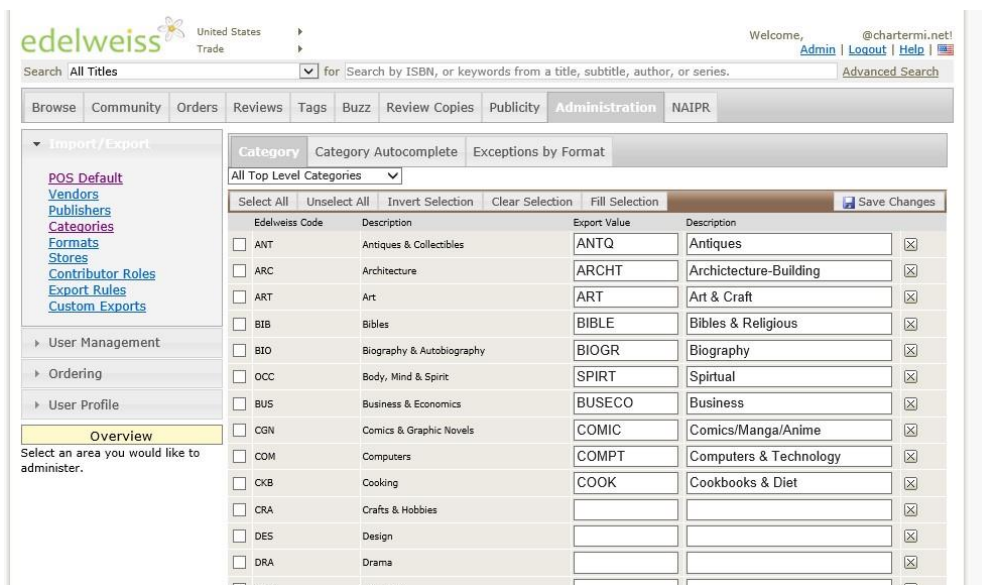 edelweiss United States
Trade
Welcome, @chartermi.net!
Admin | Logout | Help |
Search All Titles for Search by ISBN, or keywords from a title, subtitle, author, or series. Advanced Search
Browse Community Orders Reviews Tags Buzz Review Copies Publicity Administration NAIPR
Import/Export
POS Default
Vendors
Publishers
Categories
Formats
Stores
Contributor Roles
Export Rules
Custom Exports
User Management
Ordering
User Profile
Overview
Select an area you would like to
administer.
Category Category Autocomplete Exceptions by Format
All Top Level Categories
Select All Unselect All Invert Selection Clear Selection Fill Selection Save Changes
Edelweiss Code Description Export Value Description
ANT Antiques & Collectibles ANTQ Antiques
ARC Architecture ARCHT Archictecture-Building
ART Art ART Art & Craft
BIB Bibles BIBLE Bibles & Religious
BIO Biography & Autobiography BIOGR Biography
OCC Body, Mind & Spirit SPIRT Spirtual
BUS Business & Economics BUSECO Business
CGN Comics & Graphic Novels COMIC Comics/Manga/Anime
COM Computers COMPT Computers & Technology
CKB Cooking COOK Cookbooks & Diet
CRA Crafts & Hobbies
DES Design
DRA Drama